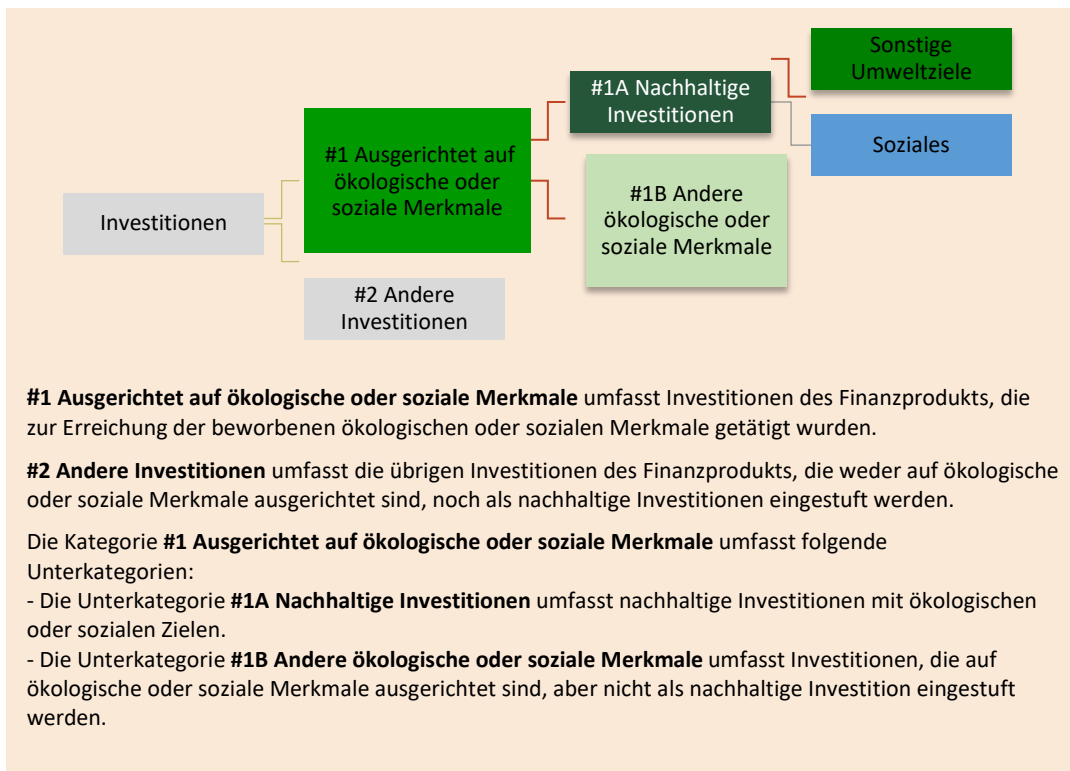 Sonstige
Umweltziele
#1A Nachhaltige
Investitionen
Soziales
#1 Ausgerichtet auf
ökologische oder
soziale Merkmale
#1B Andere
ökologische oder
soziale Merkmale
Investitionen
#2 Andere
Investitionen
#1 Ausgerichtet auf ökologische oder soziale Merkmale umfasst Investitionen des Finanzprodukts, die
zur Erreichung der beworbenen ökologischen oder sozialen Merkmale getätigt wurden.
#2 Andere Investitionen umfasst die übrigen Investitionen des Finanzprodukts, die weder auf ökologische
oder soziale Merkmale ausgerichtet sind, noch als nachhaltige Investitionen eingestuft werden.
Die Kategorie #1 Ausgerichtet auf ökologische oder soziale Merkmale umfasst folgende
Unterkategorien:
- Die Unterkategorie #1A Nachhaltige Investitionen umfasst nachhaltige Investitionen mit ökologischen
oder sozialen Zielen.
- Die Unterkategorie #1B Andere ökologische oder soziale Merkmale umfasst Investitionen, die auf
ökologische oder soziale Merkmale ausgerichtet sind, aber nicht als nachhaltige Investition eingestuft
werden.